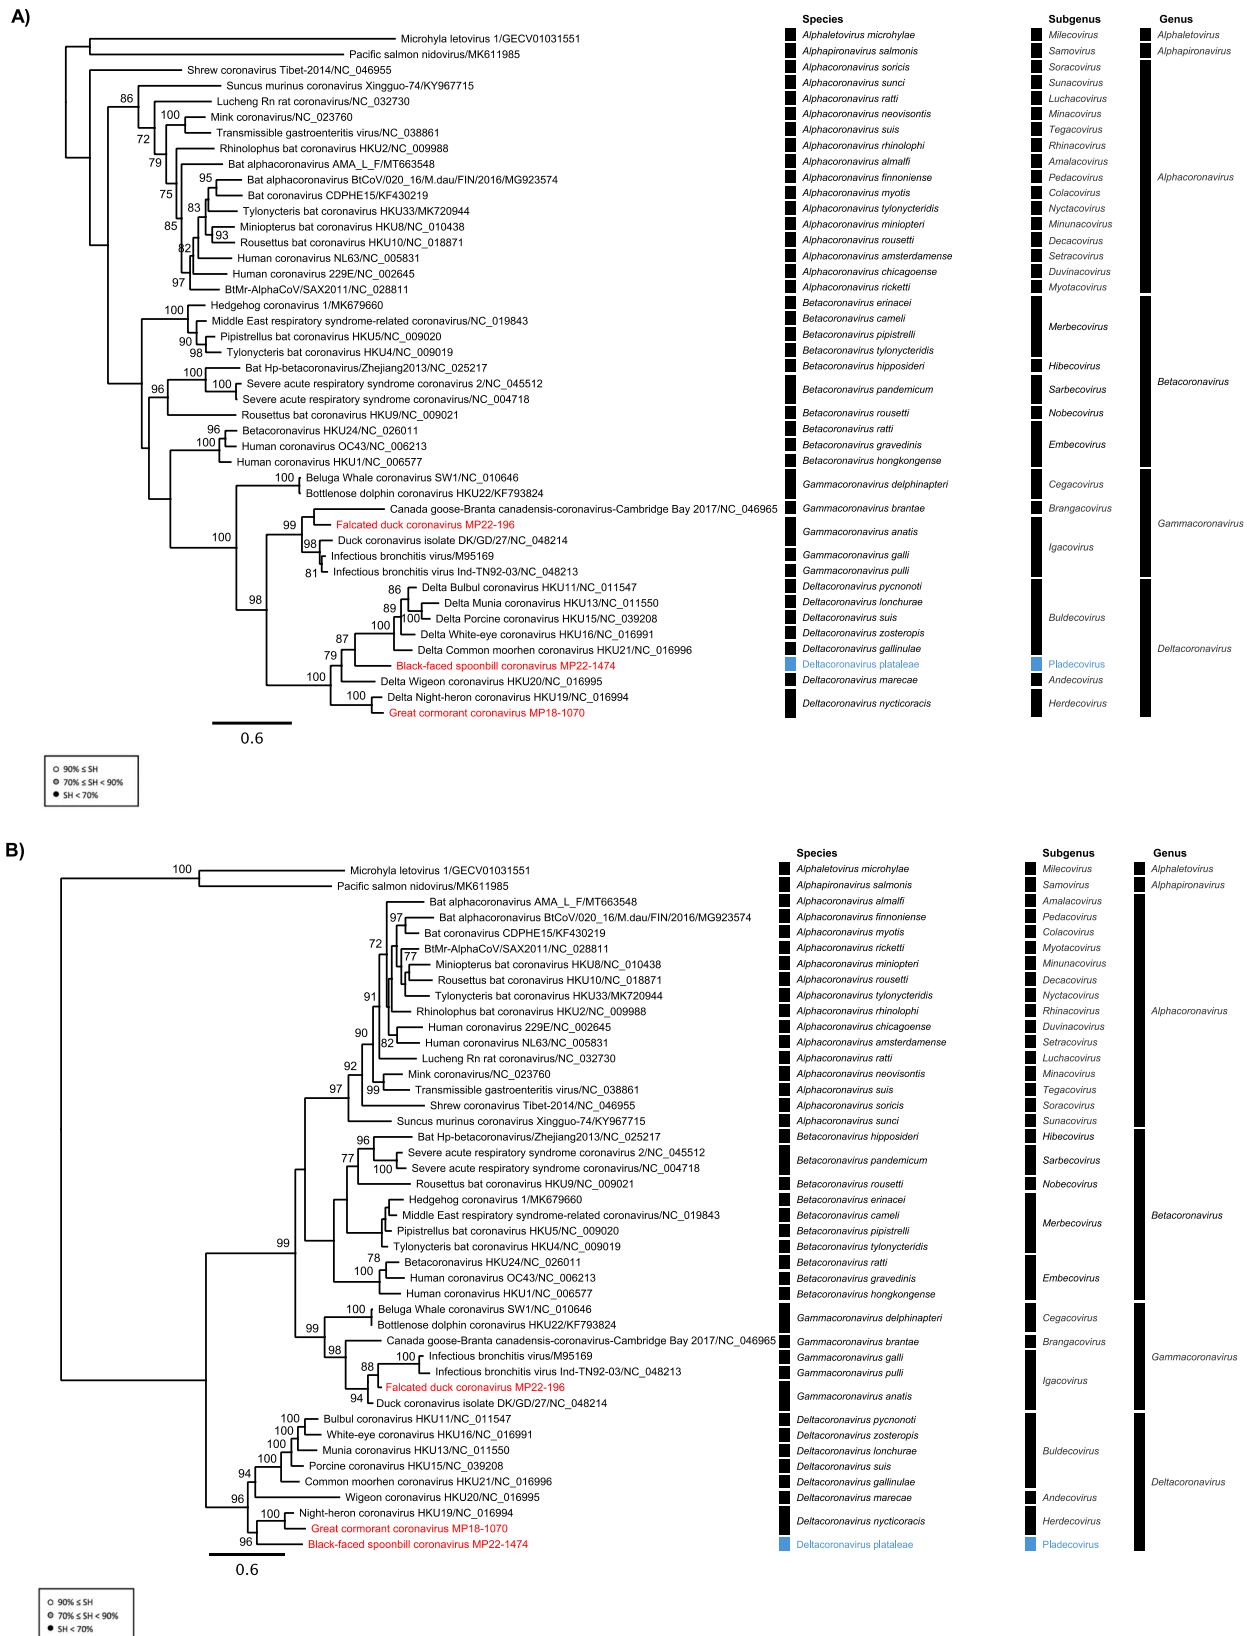 A)
Species Subgenus Genus
Microhyla letovirus 1/GECV01031551 Alphaletovirus microhylae Milecovirus Alphaletovirus
Pacific salmon nidovirus/MK611985 Alphapironavirus salmonis Samovirus Alphapironavirus
Shrew coronavirus Tibet-2014/NC_046955 Alphacoronavirus soricis Soracovirus
Suncus murinus coronavirus Xingguo-74/KY967715 Alphacoronavirus sunci Sunacovirus
86
Lucheng Rn rat coronavirus/NC_032730 Alphacoronavirus ratti Luchacovirus
100 Mink coronavirus/NC_023760 Alphacoronavirus neovisontis Minacovirus
72 Transmissible gastroenteritis virus/NC_038861 Alphacoronavirus suis Tegacovirus
Rhinolophus bat coronavirus HKU2/NC_009988 Alphacoronavirus rhinolophi Rhinacovirus
79 Bat alphacoronavirus AMA_L_F/MT663548 Alphacoronavirus almalfi Amalacovirus
95 Bat alphacoronavirus BtCoV/020_16/M.dau/FIN/2016/MG923574 Alphacoronavirus finnoniense Pedacovirus Alphacoronavirus
75 Bat coronavirus CDPHE15/KF430219 Alphacoronavirus myotis Colacovirus
83 Tylonycteris bat coronavirus HKU33/MK720944 Alphacoronavirus tylonycteridis Nyctacovirus
85 Miniopterus bat coronavirus HKU8/NC_010438 Alphacoronavirus miniopteri Minunacovirus
93 Rousettus bat coronavirus HKU10/NC_018871 Alphacoronavirus rousetti Decacovirus
82 Human coronavirus NL63/NC_005831 Alphacoronavirus amsterdamense Setracovirus
Human coronavirus 229E/NC_002645 Alphacoronavirus chicagoense Duvinacovirus
97 BtMr-AlphaCoV/SAX2011/NC_028811 Alphacoronavirus ricketti Myotacovirus
100 Hedgehog coronavirus 1/MK679660 Betacoronavirus erinacei
Middle East respiratory syndrome-related coronavirus/NC_019843 Betacoronavirus cameli Merbecovirus
90 Pipistrellus bat coronavirus HKU5/NC_009020 Betacoronavirus pipistrelli
98 Tylonycteris bat coronavirus HKU4/NC_009019 Betacoronavirus tylonycteridis
100 Bat Hp-betacoronavirus/Zhejiang2013/NC_025217 Betacoronavirus hipposideri Hibecovirus
100 Severe acute respiratory syndrome coronavirus 2/NC_045512 Betacoronavirus pandemicum Sarbecovirus Betacoronavirus
96 Severe acute respiratory syndrome coronavirus/NC_004718
Rousettus bat coronavirus HKU9/NC_009021 Betacoronavirus rousetti Nobecovirus
96 Betacoronavirus HKU24/NC_026011 Betacoronavirus ratti
100 Human coronavirus OC43/NC_006213 Betacoronavirus gravedinis Embecovirus
Human coronavirus HKU1/NC_006577 Betacoronavirus hongkongense
100 Beluga Whale coronavirus SW1/NC_010646 Gammacoronavirus delphinapteri Cegacovirus
Bottlenose dolphin coronavirus HKU22/KF793824
Canada goose-Branta canadensis-coronavirus-Cambridge Bay 2017/NC_046965 Gammacoronavirus brantae Brangacovirus
99 Falcated duck coronavirus MP22-196 Gammacoronavirus anatis Gammacoronavirus
100 98 Duck coronavirus isolate DK/GD/27/NC_048214 Igacovirus
Infectious bronchitis virus/M95169 Gammacoronavirus galli
81 Infectious bronchitis virus Ind-TN92-03/NC_048213 Gammacoronavirus pulli
86 Delta Bulbul coronavirus HKU11/NC_011547 Deltacoronavirus pycnonoti
98 89 Delta Munia coronavirus HKU13/NC_011550 Deltacoronavirus lonchurae
100 Delta Porcine coronavirus HKU15/NC_039208 Deltacoronavirus suis Buldecovirus
100 Delta White-eye coronavirus HKU16/NC_016991 Deltacoronavirus zosteropis
87 Delta Common moorhen coronavirus HKU21/NC_016996 Deltacoronavirus gallinulae Deltacoronavirus
79 Black-faced spoonbill coronavirus MP22-1474 Deltacoronavirus plataleae Pladecovirus
Delta Wigeon coronavirus HKU20/NC_016995 Deltacoronavirus marecae Andecovirus
100 100 Delta Night-heron coronavirus HKU19/NC_016994 Deltacoronavirus nycticoracis Herdecovirus
Great cormorant coronavirus MP18-1070
0.6
90% ≤ SH
70% ≤ SH < 90%
SH < 70%
B)
Species Subgenus Genus
100 Microhyla letovirus 1/GECV01031551 Alphaletovirus microhylae Milecovirus Alphaletovirus
Pacific salmon nidovirus/MK611985 Alphapironavirus salmonis Samovirus Alphapironavirus
Bat alphacoronavirus AMA_L_F/MT663548 Alphacoronavirus almalfi Amalacovirus
97 Bat alphacoronavirus BtCoV/020_16/M.dau/FIN/2016/MG923574 Alphacoronavirus finnoniense Pedacovirus
Bat coronavirus CDPHE15/KF430219 Alphacoronavirus myotis Colacovirus
72 BtMr-AlphaCoV/SAX2011/NC_028811 Alphacoronavirus ricketti Myotacovirus
77 Miniopterus bat coronavirus HKU8/NC_010438 Alphacoronavirus miniopteri Minunacovirus
Rousettus bat coronavirus HKU10/NC_018871 Alphacoronavirus rousetti Decacovirus
91 Tylonycteris bat coronavirus HKU33/MK720944 Alphacoronavirus tylonycteridis Nyctacovirus
Rhinolophus bat coronavirus HKU2/NC_009988 Alphacoronavirus rhinolophi Rhinacovirus Alphacoronavirus
90 Human coronavirus 229E/NC_002645 Alphacoronavirus chicagoense Duvinacovirus
82 Human coronavirus NL63/NC_005831 Alphacoronavirus amsterdamense Setracovirus
92 Lucheng Rn rat coronavirus/NC_032730 Alphacoronavirus ratti Luchacovirus
Mink coronavirus/NC_023760 Alphacoronavirus neovisontis Minacovirus
97 99 Transmissible gastroenteritis virus/NC_038861 Alphacoronavirus suis Tegacovirus
Shrew coronavirus Tibet-2014/NC_046955 Alphacoronavirus soricis Soracovirus
Suncus murinus coronavirus Xingguo-74/KY967715 Alphacoronavirus sunci Sunacovirus
96 Bat Hp-betacoronavirus/Zhejiang2013/NC_025217 Betacoronavirus hipposideri Hibecovirus
Severe acute respiratory syndrome coronavirus 2/NC_045512 Betacoronavirus pandemicum Sarbecovirus
77 100 Severe acute respiratory syndrome coronavirus/NC_004718
Rousettus bat coronavirus HKU9/NC_009021 Betacoronavirus rousetti Nobecovirus
Hedgehog coronavirus 1/MK679660 Betacoronavirus erinacei
Middle East respiratory syndrome-related coronavirus/NC_019843 Betacoronavirus cameli Merbecovirus Betacoronavirus
Pipistrellus bat coronavirus HKU5/NC_009020 Betacoronavirus pipistrelli
99 Tylonycteris bat coronavirus HKU4/NC_009019 Betacoronavirus tylonycteridis
78 Betacoronavirus HKU24/NC_026011 Betacoronavirus ratti
100 Human coronavirus OC43/NC_006213 Betacoronavirus gravedinis Embecovirus
Human coronavirus HKU1/NC_006577 Betacoronavirus hongkongense
100 Beluga Whale coronavirus SW1/NC_010646 Gammacoronavirus delphinapteri Cegacovirus
99 Bottlenose dolphin coronavirus HKU22/KF793824
98 Canada goose-Branta canadensis-coronavirus-Cambridge Bay 2017/NC_046965 Gammacoronavirus brantae Brangacovirus
100 Infectious bronchitis virus/M95169 Gammacoronavirus galli Gammacoronavirus
88 Infectious bronchitis virus Ind-TN92-03/NC_048213 Gammacoronavirus pulli Igacovirus
Falcated duck coronavirus MP22-196 Gammacoronavirus anatis
94 Duck coronavirus isolate DK/GD/27/NC_048214
100 Bulbul coronavirus HKU11/NC_011547 Deltacoronavirus pycnonoti
100 White-eye coronavirus HKU16/NC_016991 Deltacoronavirus zosteropis
100 Munia coronavirus HKU13/NC_011550 Deltacoronavirus lonchurae Buldecovirus
100 Porcine coronavirus HKU15/NC_039208 Deltacoronavirus suis
94 Common moorhen coronavirus HKU21/NC_016996 Deltacoronavirus gallinulae Deltacoronavirus
96 Wigeon coronavirus HKU20/NC_016995 Deltacoronavirus marecae Andecovirus
100 Night-heron coronavirus HKU19/NC_016994 Deltacoronavirus nycticoracis Herdecovirus
Great cormorant coronavirus MP18-1070
96 Black-faced spoonbill coronavirus MP22-1474 Deltacoronavirus plataleae Pladecovirus
0.6
90% ≤ SH
70% ≤ SH < 90%
SH < 70%